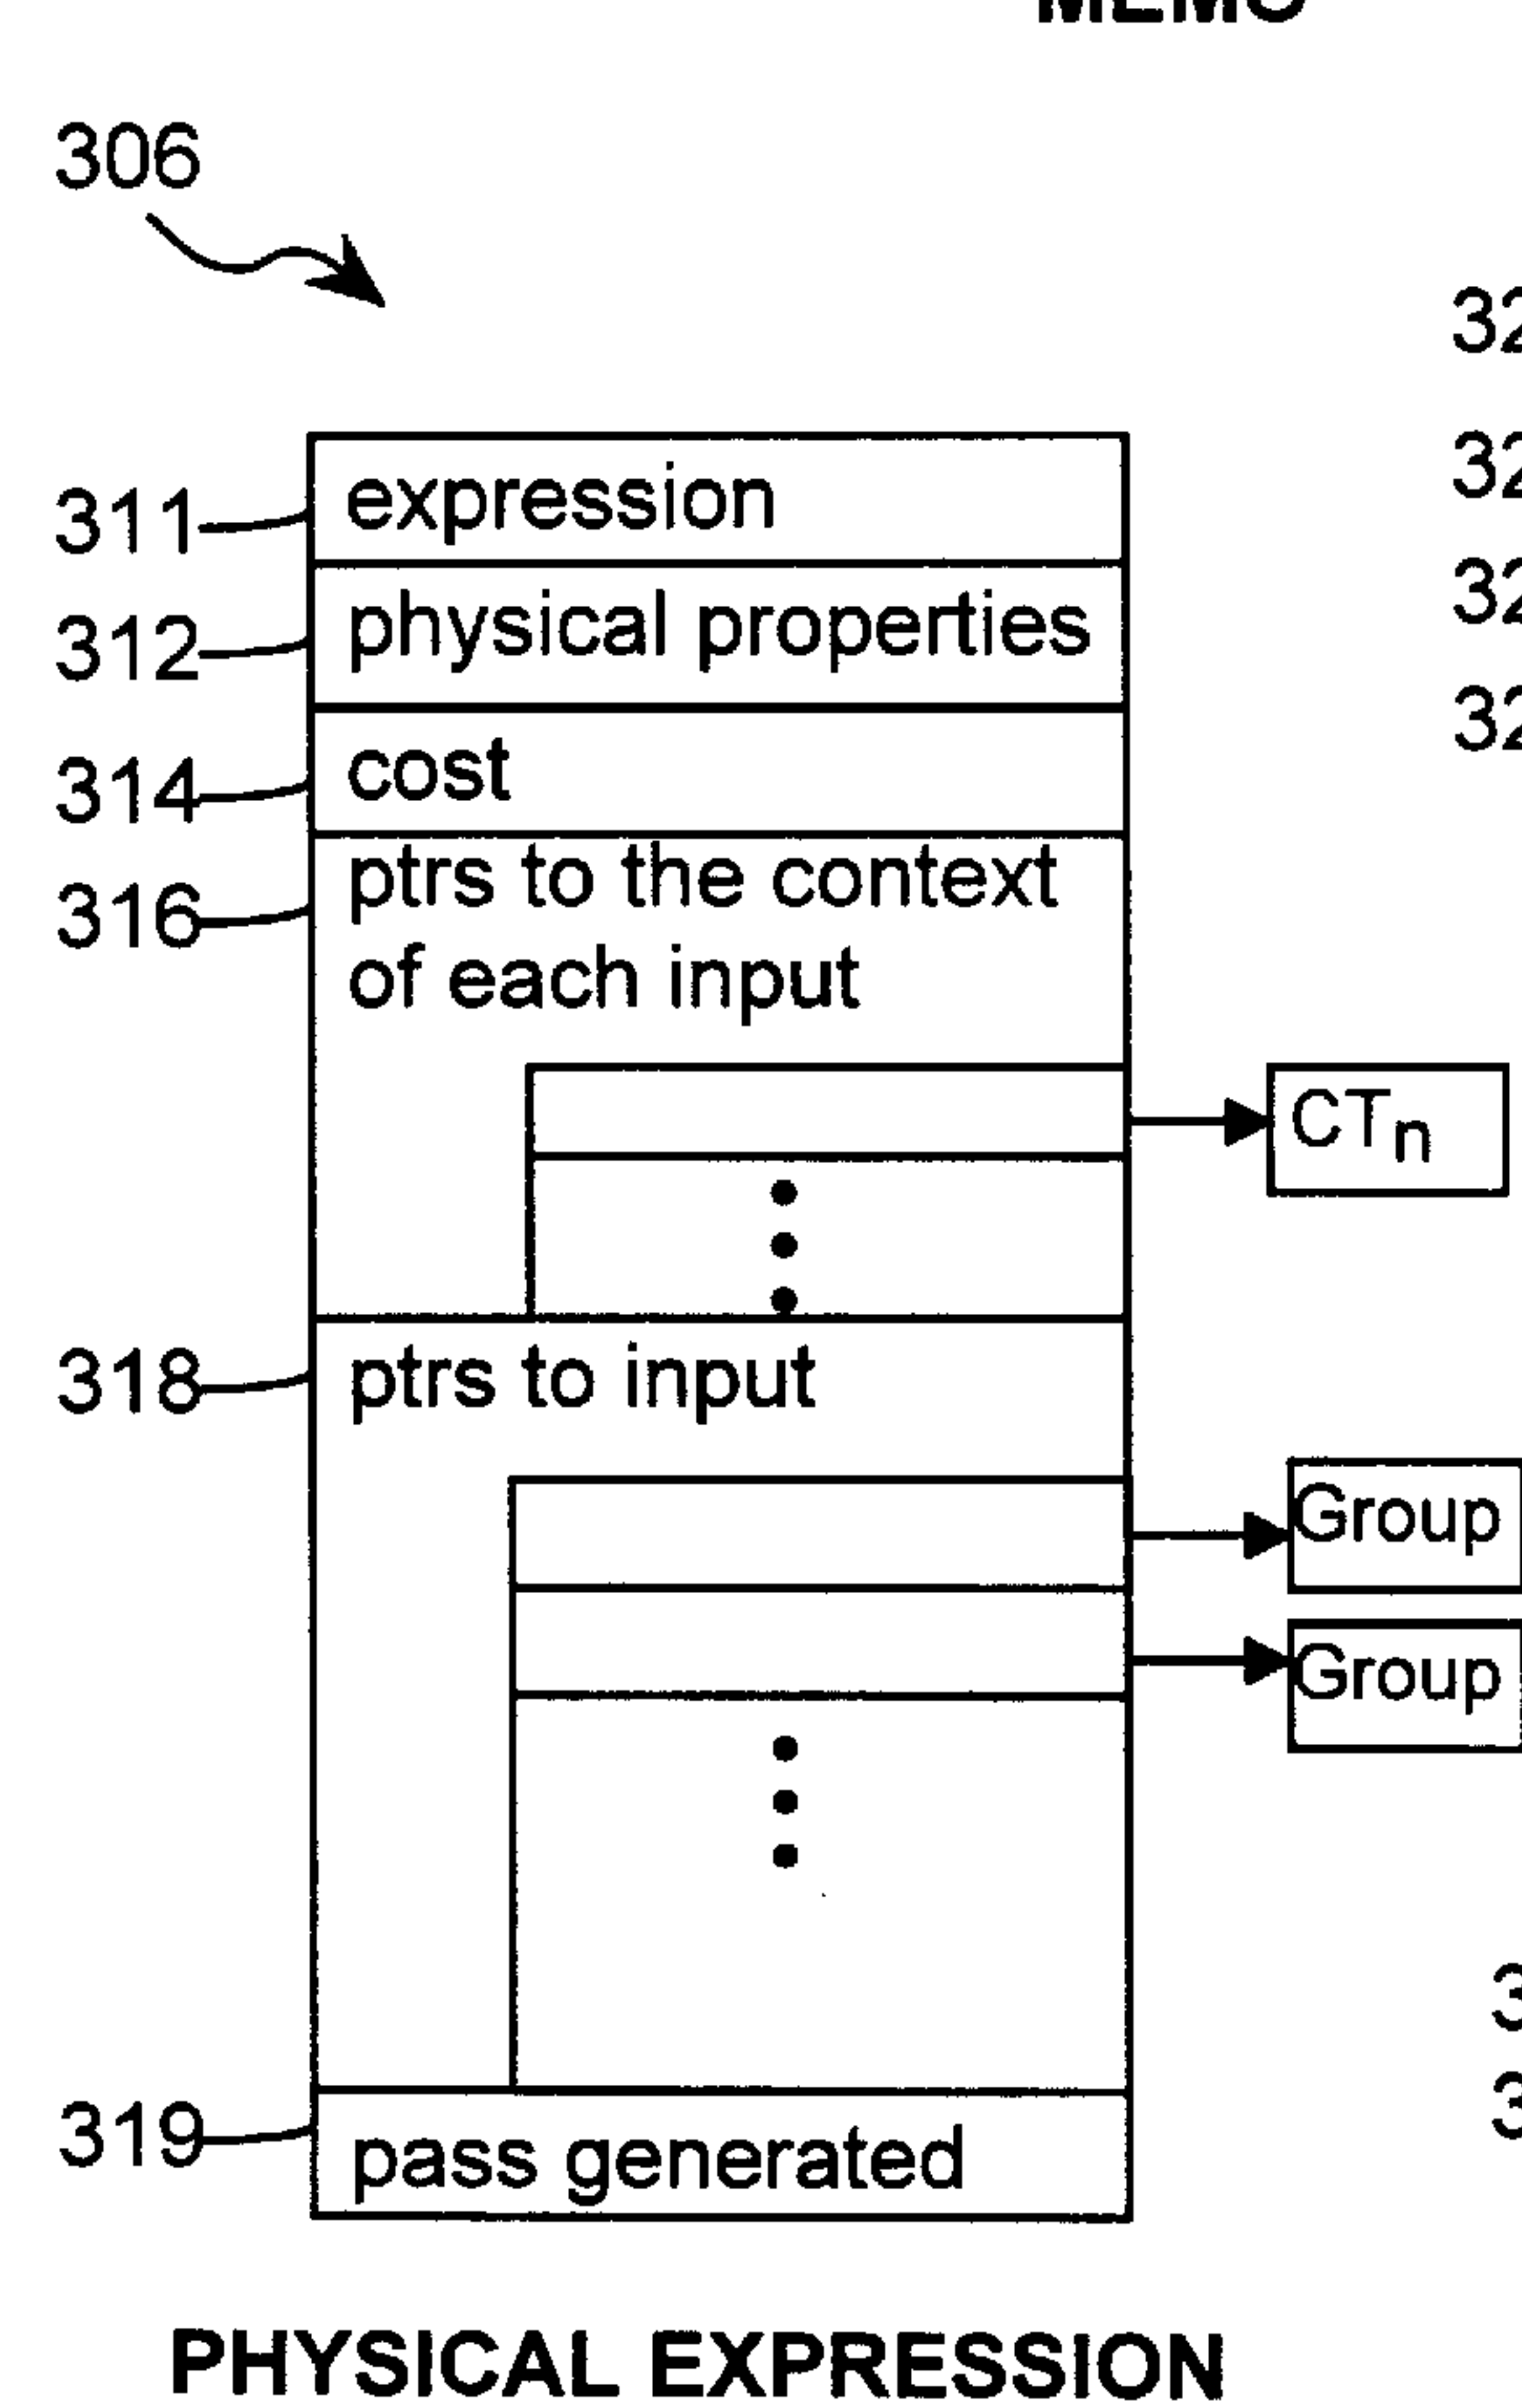 MEMO
306
311 expression
312 physical properties
314 cost
316 ptrs to the context
of each input
CTn
318 ptrs to input
Group
Group
319 pass generated
PHYSICAL EXPRESSION